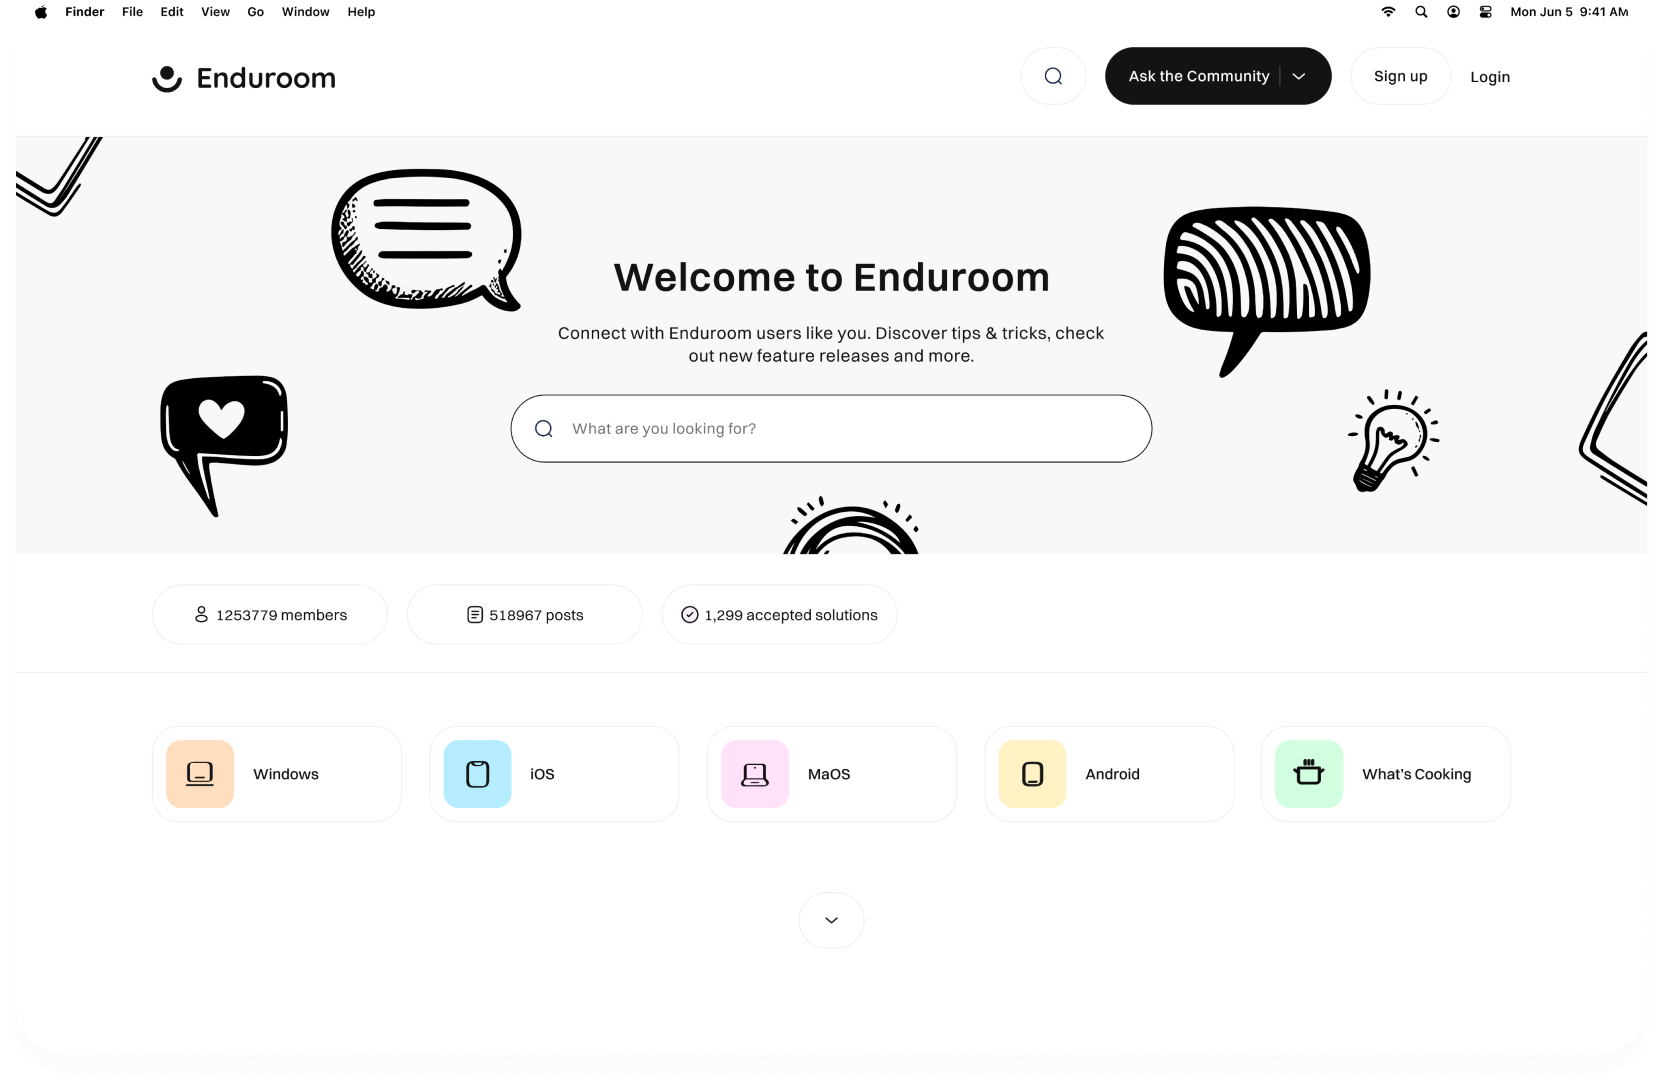 Finder File Edit View Go Window Help Mon Jun 5 9:41 AM
Enduroom Ask the Community Sign up Login
Welcome to Enduroom
Connect with Enduroom users like you. Discover tips & tricks, check
out new feature releases and more.
What are you looking for?
1253779 members 518967 posts 1,299 accepted solutions
Windows iOS MaOS Android What's Cooking